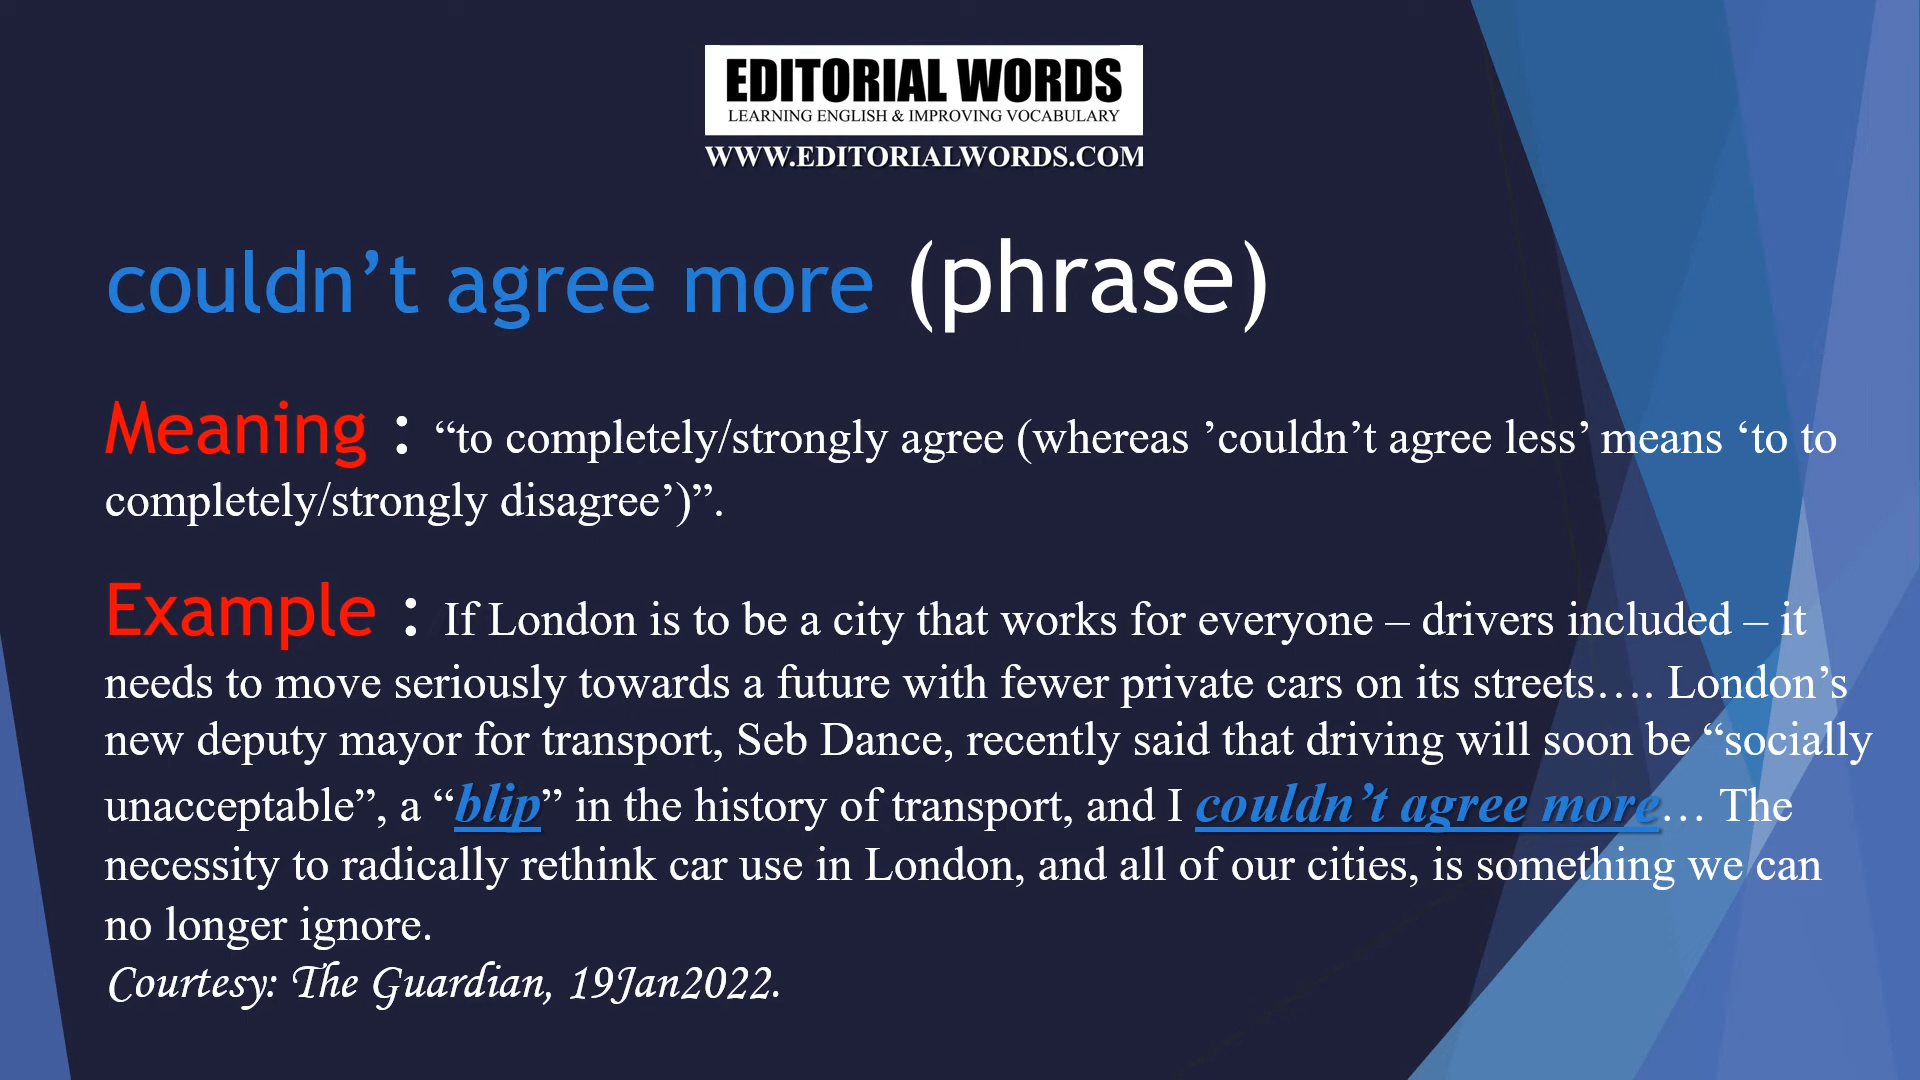 EDITORIAL WORDS
LEARNING ENGLISH & IMPROVING VOCABULARY
WWW.EDITORIALWORDS.COM
couldn’t agree more (phrase)
Meaning : “to completely/strongly agree (whereas ’couldn’t agree less’ means ‘to to
completely/strongly disagree’)”.
Example : If London is to be a city that works for everyone – drivers included – it
needs to move seriously towards a future with fewer private cars on its streets…. London’s
new deputy mayor for transport, Seb Dance, recently said that driving will soon be “socially
unacceptable”, a “blip” in the history of transport, and I couldn’t agree more… The
necessity to radically rethink car use in London, and all of our cities, is something we can
no longer ignore.
Courtesy: The Guardian, 19Jan2022.